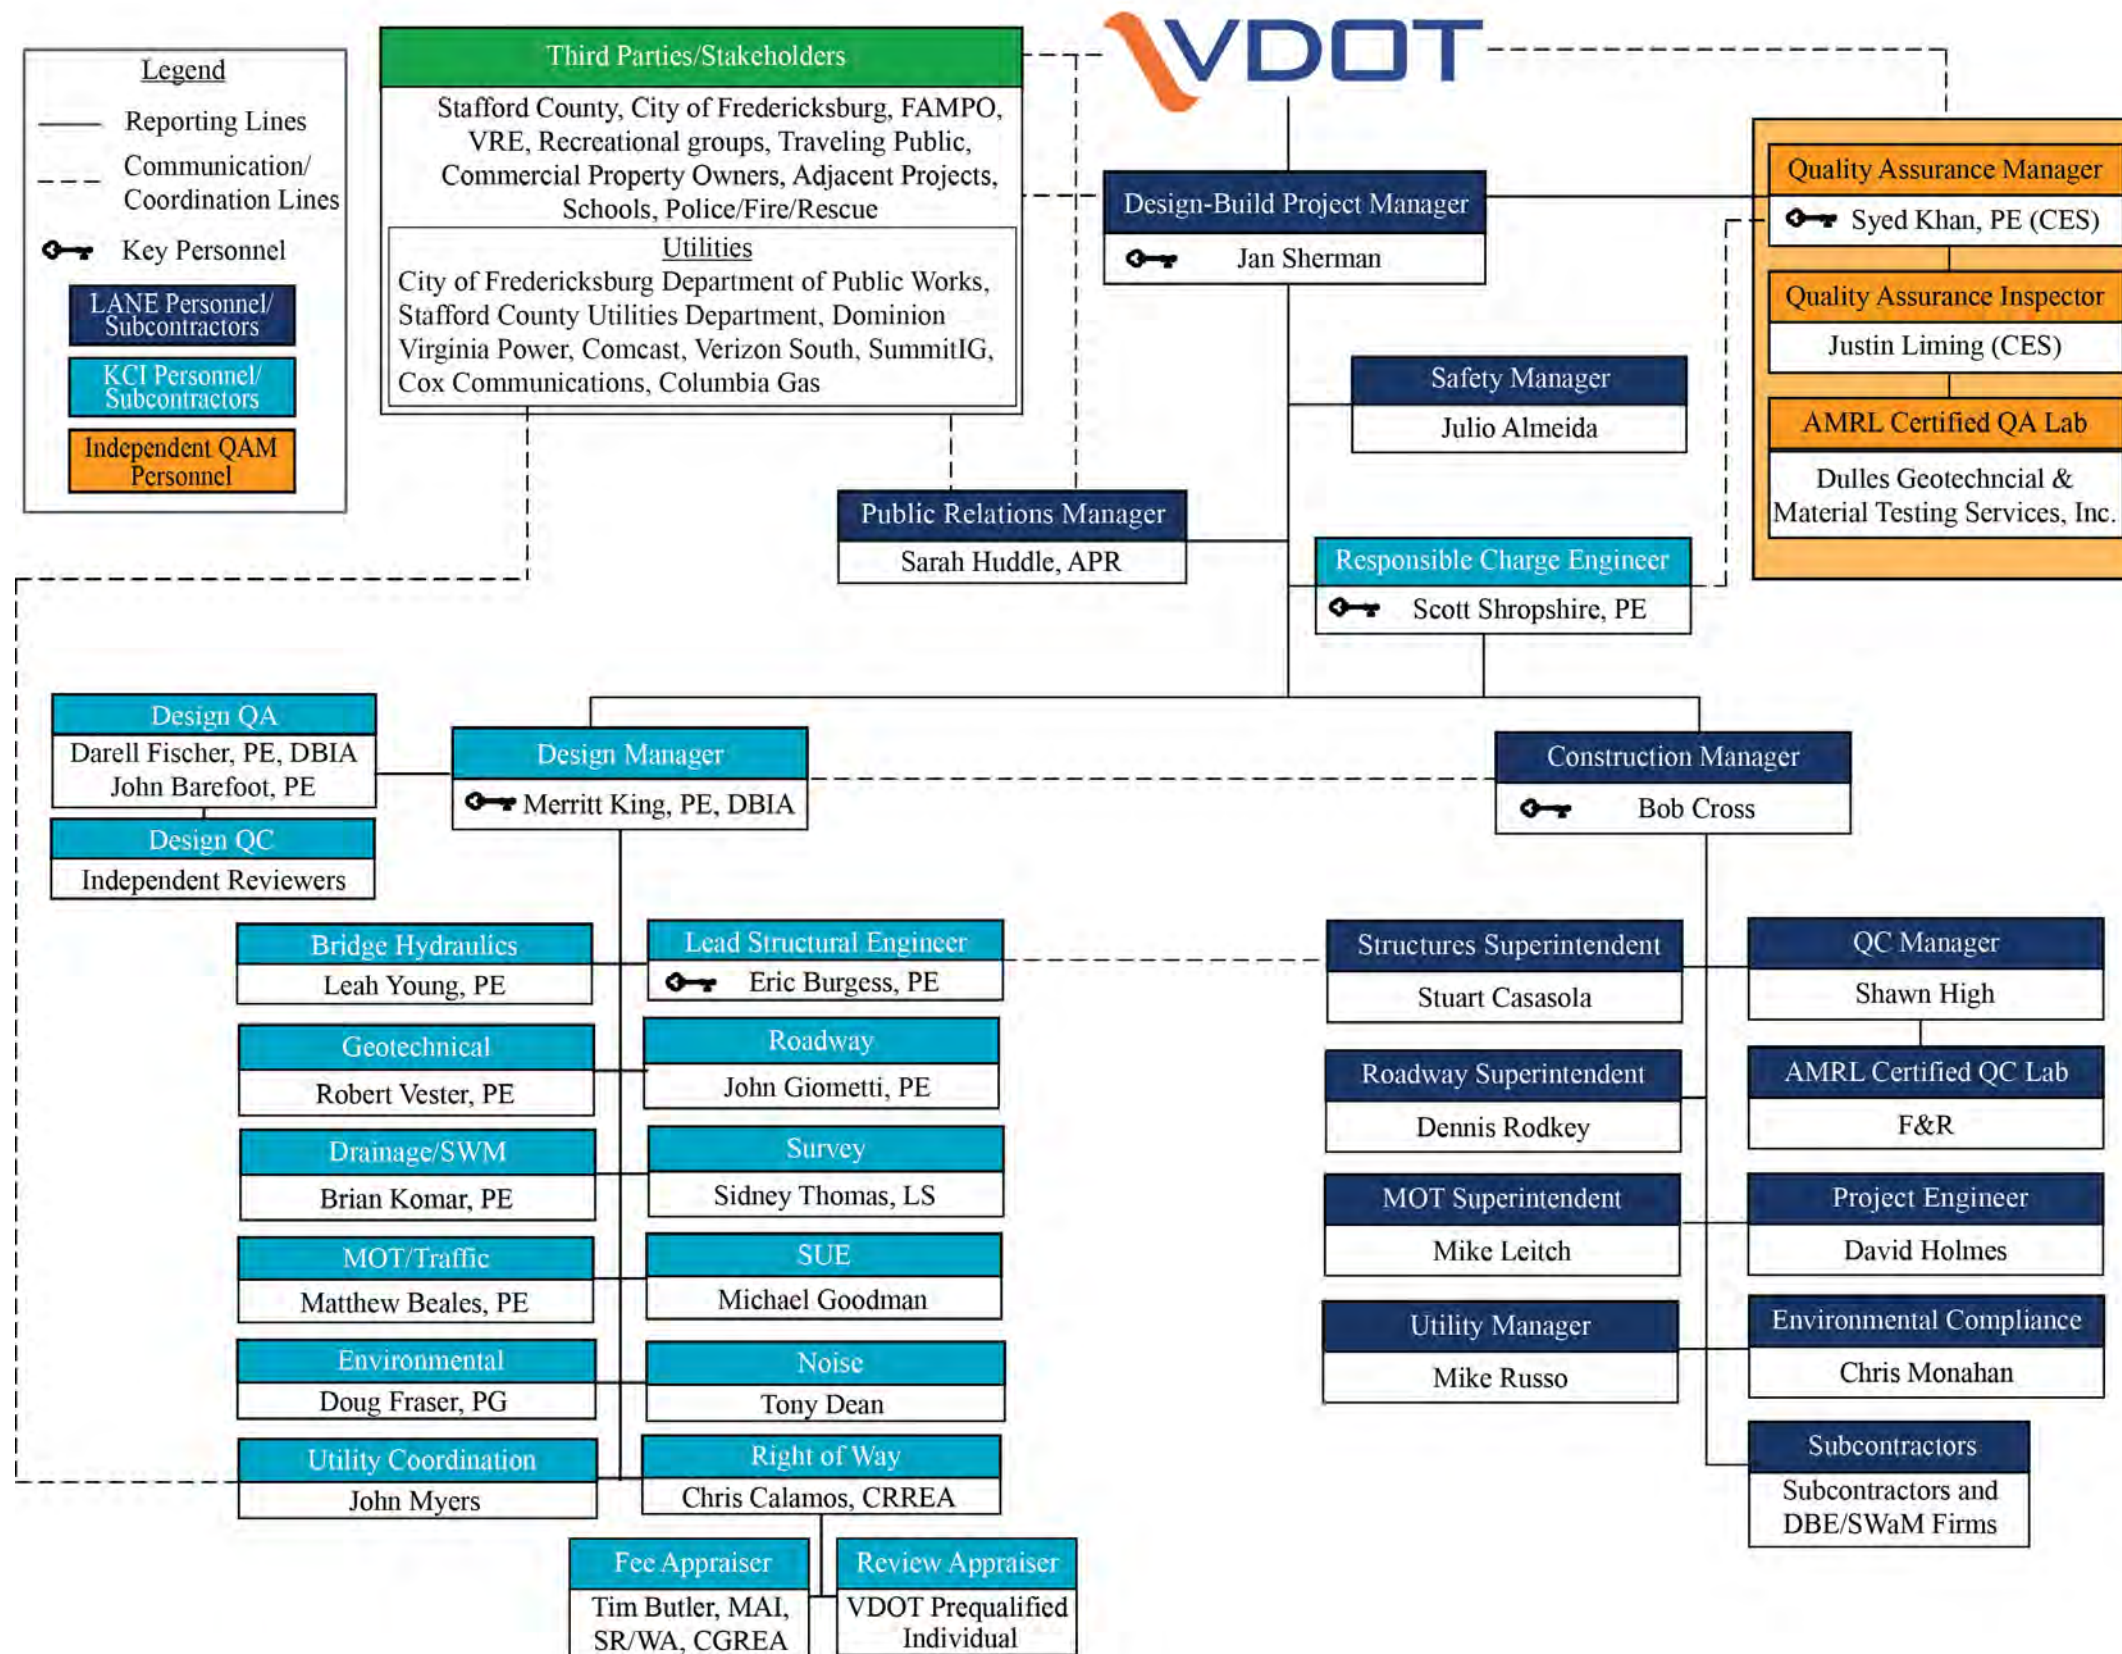 Legend
Reporting Lines
Communication/
Coordination Lines
Key Personnel
LANE Personnel/
Subcontractors
KCI Personnel/
Subcontractors
Independent QAM
Personnel
Third Parties/Stakeholders
Stafford County, City of Fredericksburg, FAMPO,
VRE, Recreational groups, Traveling Public,
Commercial Property Owners, Adjacent Projects,
Schools, Police/Fire/Rescue
Utilities
City of Fredericksburg Department of Public Works,
Stafford County Utilities Department, Dominion
Virginia Power, Comcast, Verizon South, SummitIG,
Cox Communications, Columbia Gas
VDOT
Design-Build Project Manager
Jan Sherman
Quality Assurance Manager
Syed Khan, PE (CES)
Quality Assurance Inspector
Justin Liming (CES)
AMRL Certified QA Lab
Dulles Geotechncial &
Material Testing Services, Inc.
Safety Manager
Julio Almeida
Public Relations Manager
Sarah Huddle, APR
Responsible Charge Engineer
Scott Shropshire, PE
Design QA
Darell Fischer, PE, DBIA
John Barefoot, PE
Design QC
Independent Reviewers
Design Manager
Merritt King, PE, DBIA
Construction Manager
Bob Cross
Bridge Hydraulics
Leah Young, PE
Lead Structural Engineer
Eric Burgess, PE
Geotechnical
Robert Vester, PE
Roadway
John Giometti, PE
Drainage/SWM
Brian Komar, PE
Survey
Sidney Thomas, LS
MOT/Traffic
Matthew Beales, PE
SUE
Michael Goodman
Environmental
Doug Fraser, PG
Noise
Tony Dean
Utility Coordination
John Myers
Right of Way
Chris Calamos, CRREA
Fee Appraiser
Tim Butler, MAI,
SR/WA, CGREA
Review Appraiser
VDOT Prequalified
Individual
Structures Superintendent
Stuart Casasola
QC Manager
Shawn High
Roadway Superintendent
Dennis Rodkey
AMRL Certified QC Lab
F&R
MOT Superintendent
Mike Leitch
Project Engineer
David Holmes
Utility Manager
Mike Russo
Environmental Compliance
Chris Monahan
Subcontractors
Subcontractors and
DBE/SWaM Firms